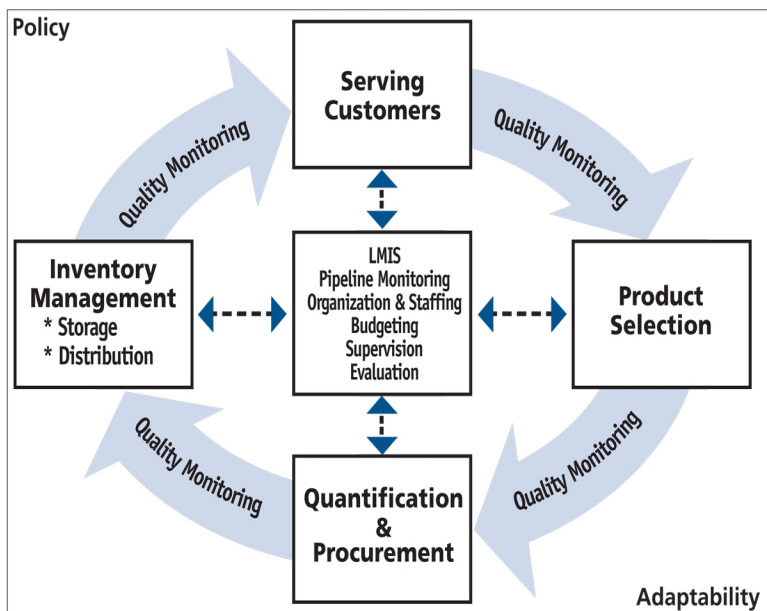 Policy
Serving
Customers
Quality Monitoring
Quality Monitoring
Inventory
Management
* Storage
* Distribution
LMIS
Pipeline Monitoring
Organization & Staffing
Budgeting
Supervision
Evaluation
Product
Selection
Quality Monitoring
Quality Monitoring
Quantification
&
Procurement
Adaptability